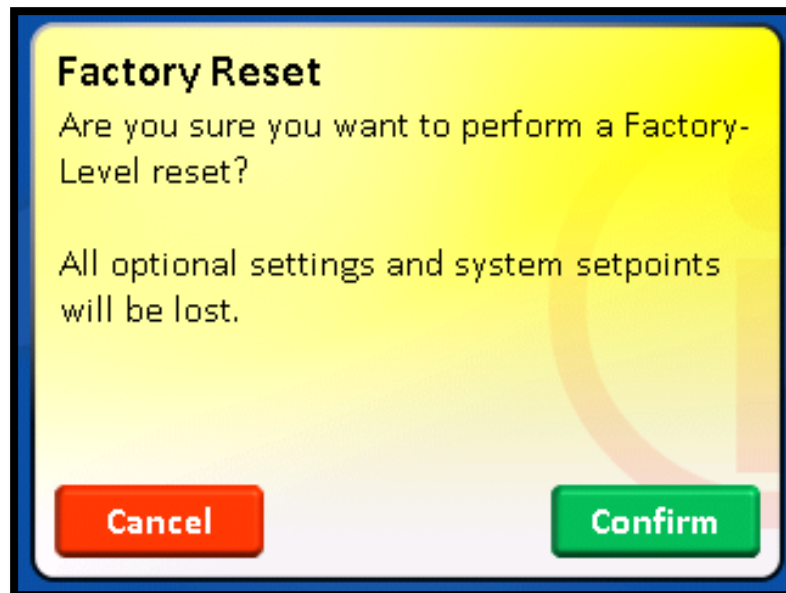 Factory Reset
Are you sure you want to perform a Factory-
Level reset?
All optional settings and system setpoints
will be lost.
Cancel
Confirm